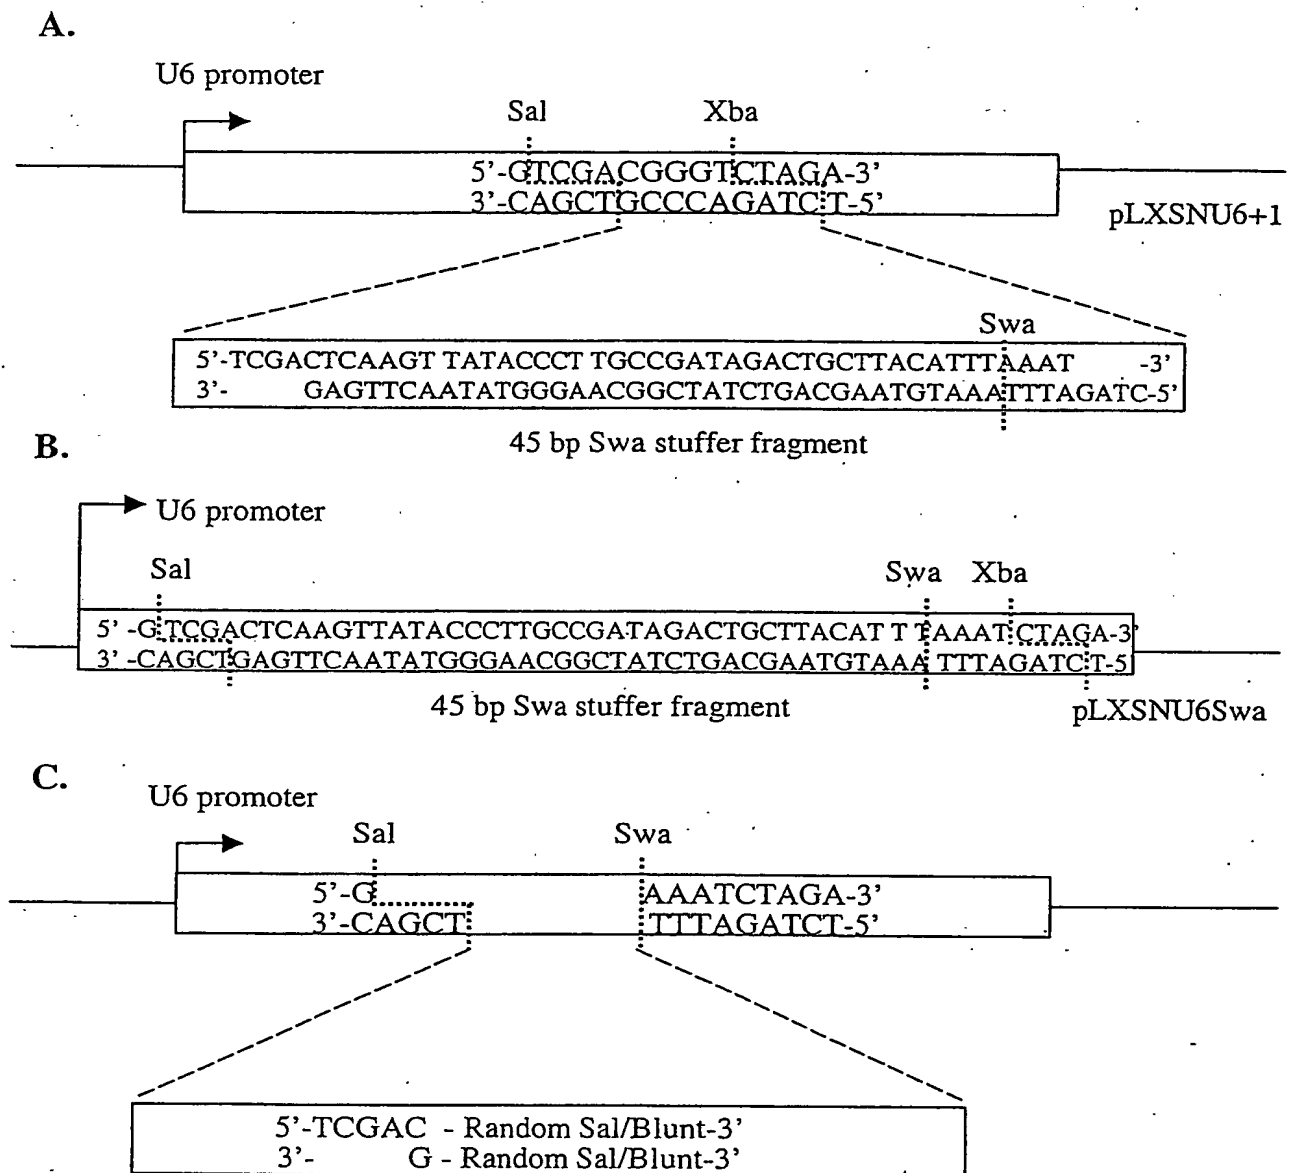 A.
U6 promoter
Sal Xba
5'-GTCGACGGGTCTAGA-3'
3'-CAGCTGCCCAGATCT-5'
pLXSNU6+1
Swa
5'-TCGACTCAAGT TATACCCT TGCCGATAGACTGCTTACATTTAAAT -3'
3'- GAGTTCAATATGGGAACGGCTATCTGACGAATGTAAATTTAGATC-5'
45 bp Swa stuffer fragment
B.
U6 promoter
Sal Swa Xba
5' -GTCGACTCAAGTTATACCCTTGCCGATAGACTGCTTACAT T TAAATCTAGA-3'
3' -CAGCTGAGTTCAATATGGGAACGGCTATCTGACGAATGTAAA TTTAGATCT-5
45 bp Swa stuffer fragment
pLXSNU6Swa
C.
U6 promoter
Sal Swa
5'-G AAATCTAGA-3'
3'-CAGCT TTTAGATCT-5'
5'-TCGAC - Random Sal/Blunt-3'
3'- G - Random Sal/Blunt-3'